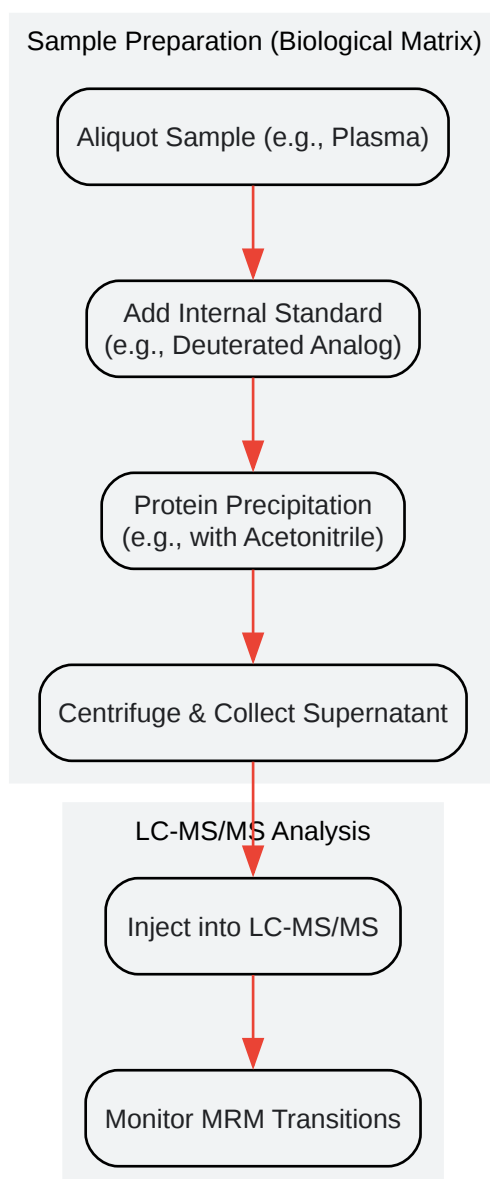 Sample Preparation (Biological Matrix)
Aliquot Sample (e.g., Plasma)
Add Internal Standard
(e.g., Deuterated Analog)
Protein Precipitation
(e.g., with Acetonitrile)
Centrifuge & Collect Supernatant
LC-MS/MS Analysis
Inject into LC-MS/MS
Monitor MRM Transitions